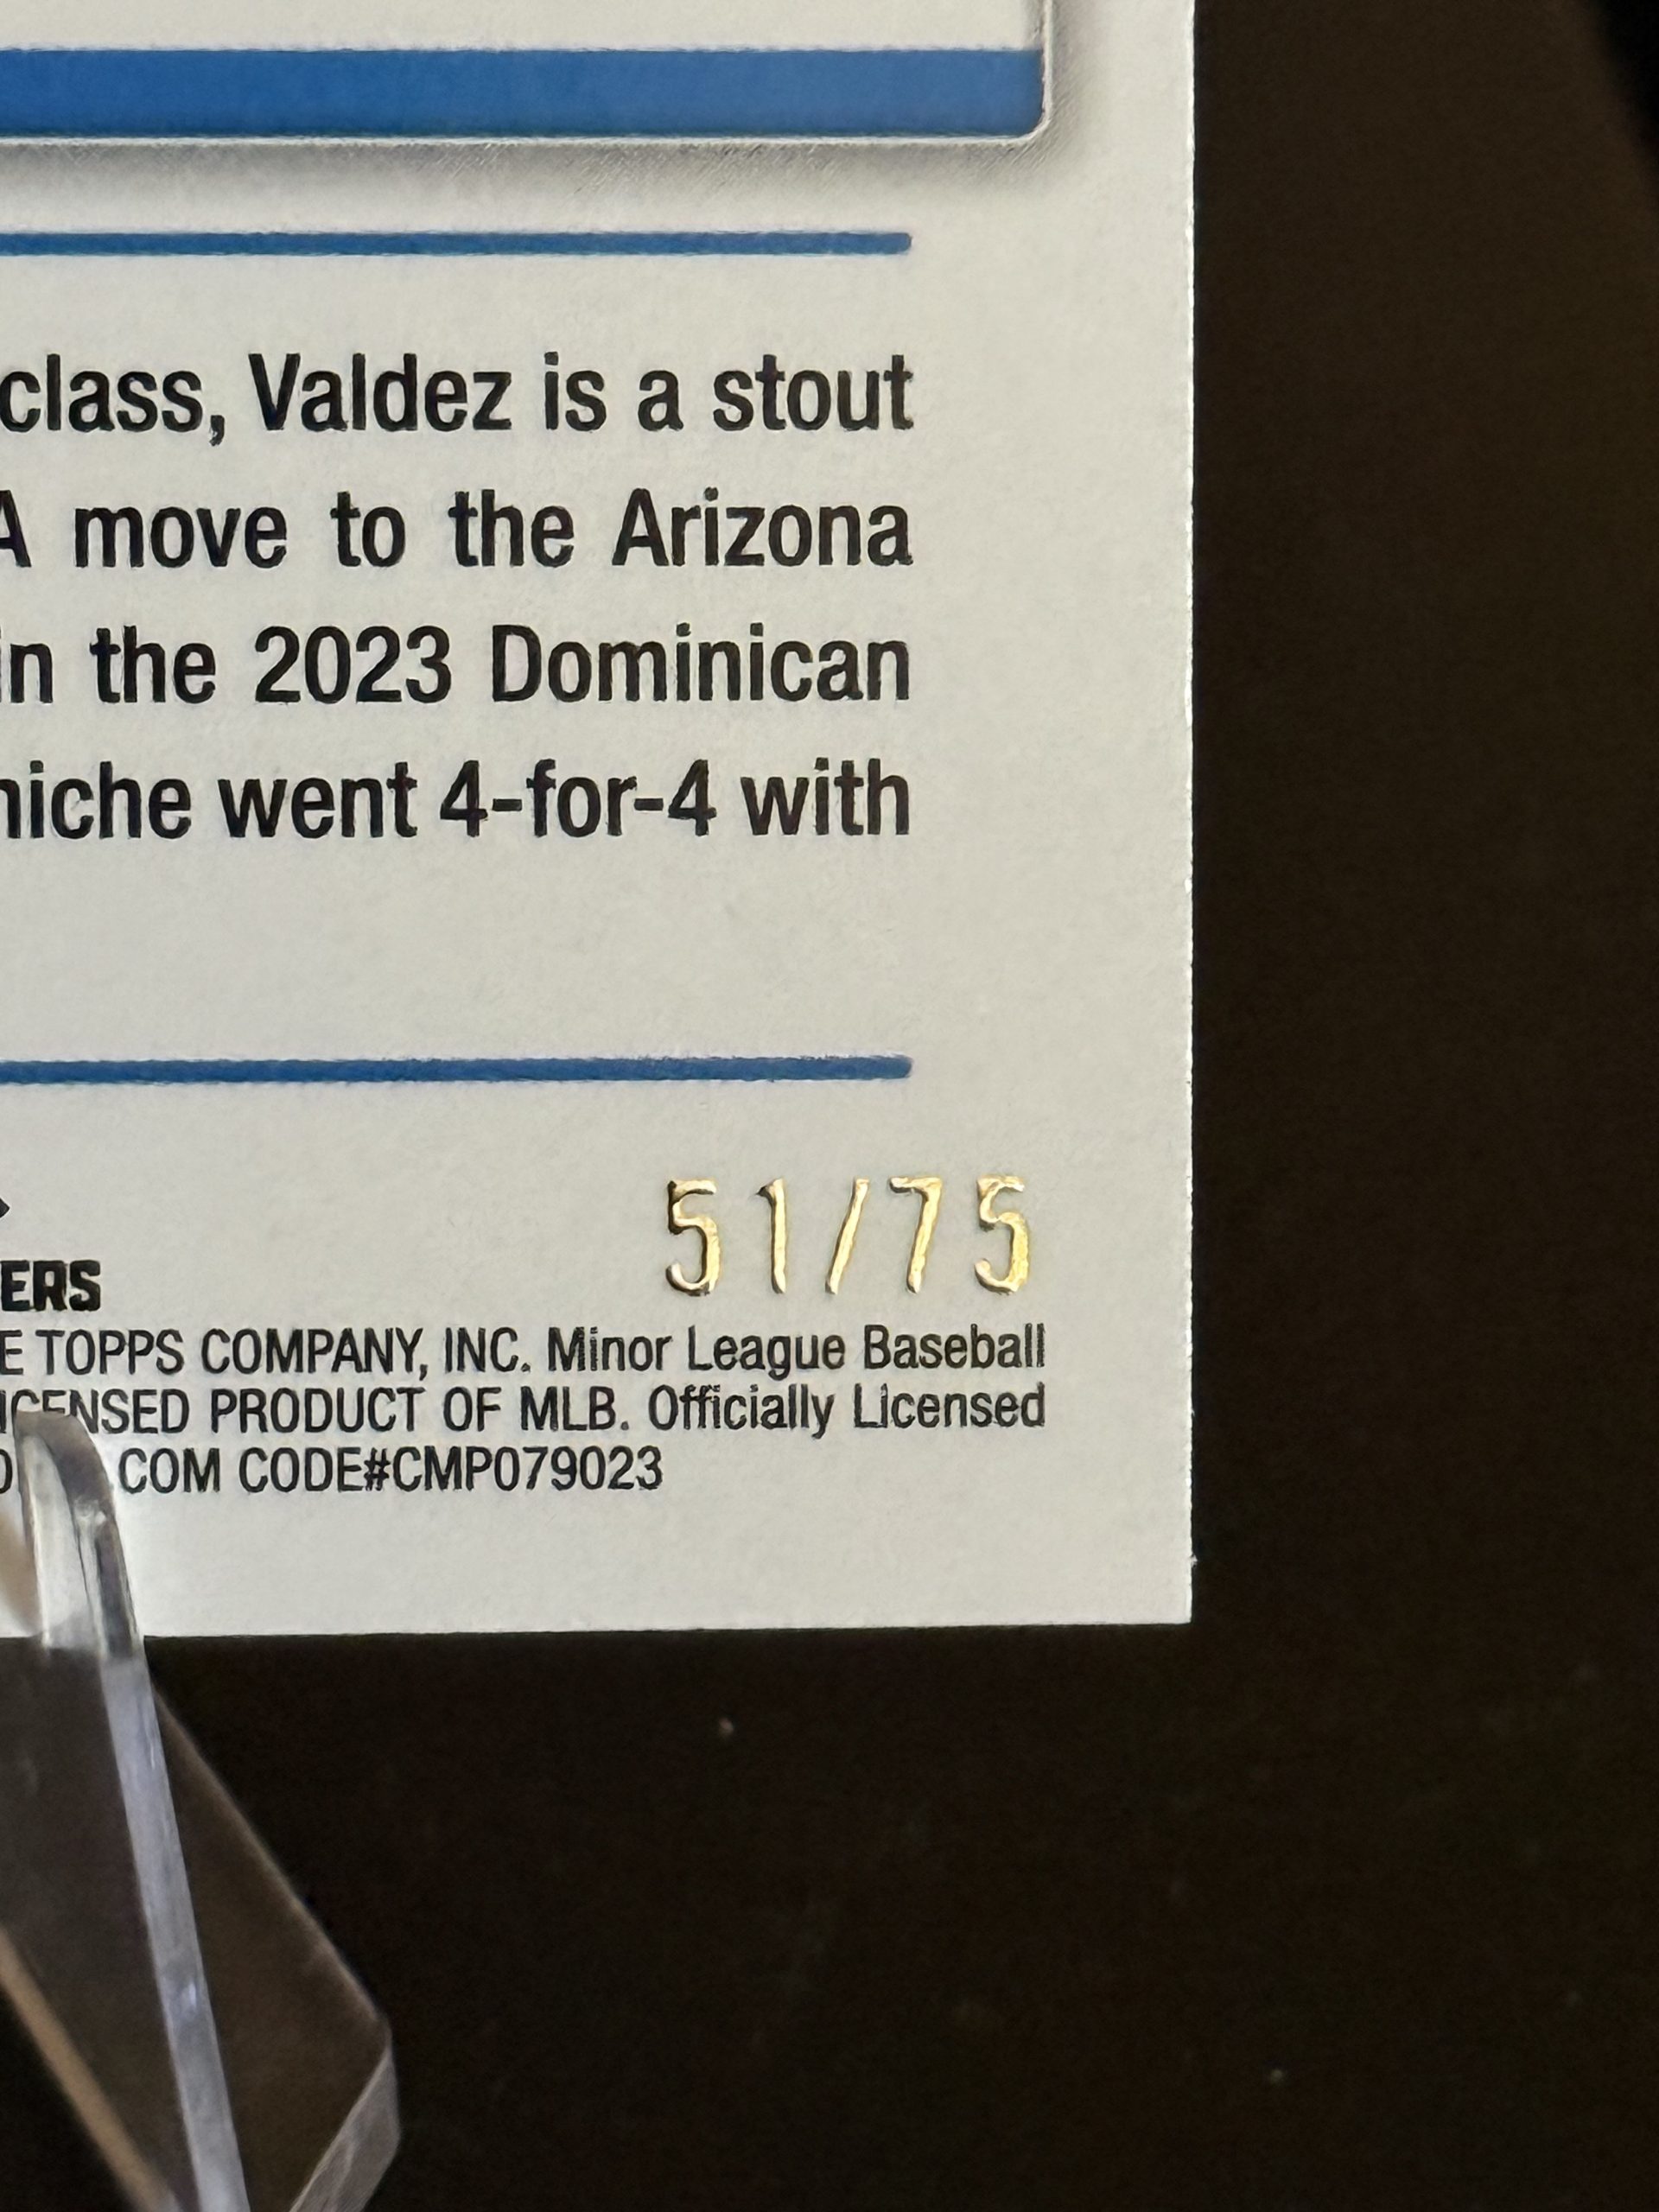 class, Valdez is a stout
A move to the Arizona
in the 2023 Dominican
niche went 4-for-4 with
51/75
ERS
E TOPPS COMPANY, INC. Minor League Baseball
ICENSED PRODUCT OF MLB. Officially Licensed
COM CODE#CMP079023